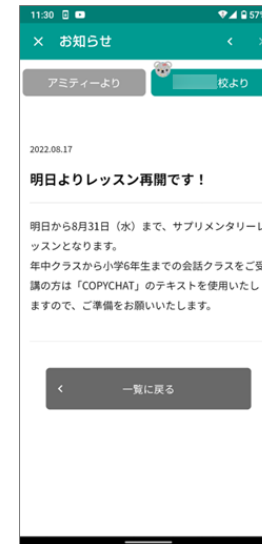 11:30
57%
× お知らせ < >
アミティーより
校より
2022.08.17
明日よりレッスン再開です！
明日から8月31日（水）まで、サプリメンタリーレ
ッスンとなります。
年中クラスから小学6年生までの会話クラスをご受
講の方は「COPYCHAT」のテキストを使用いたし
ますので、ご準備をお願いいたします。
< 一覧に戻る